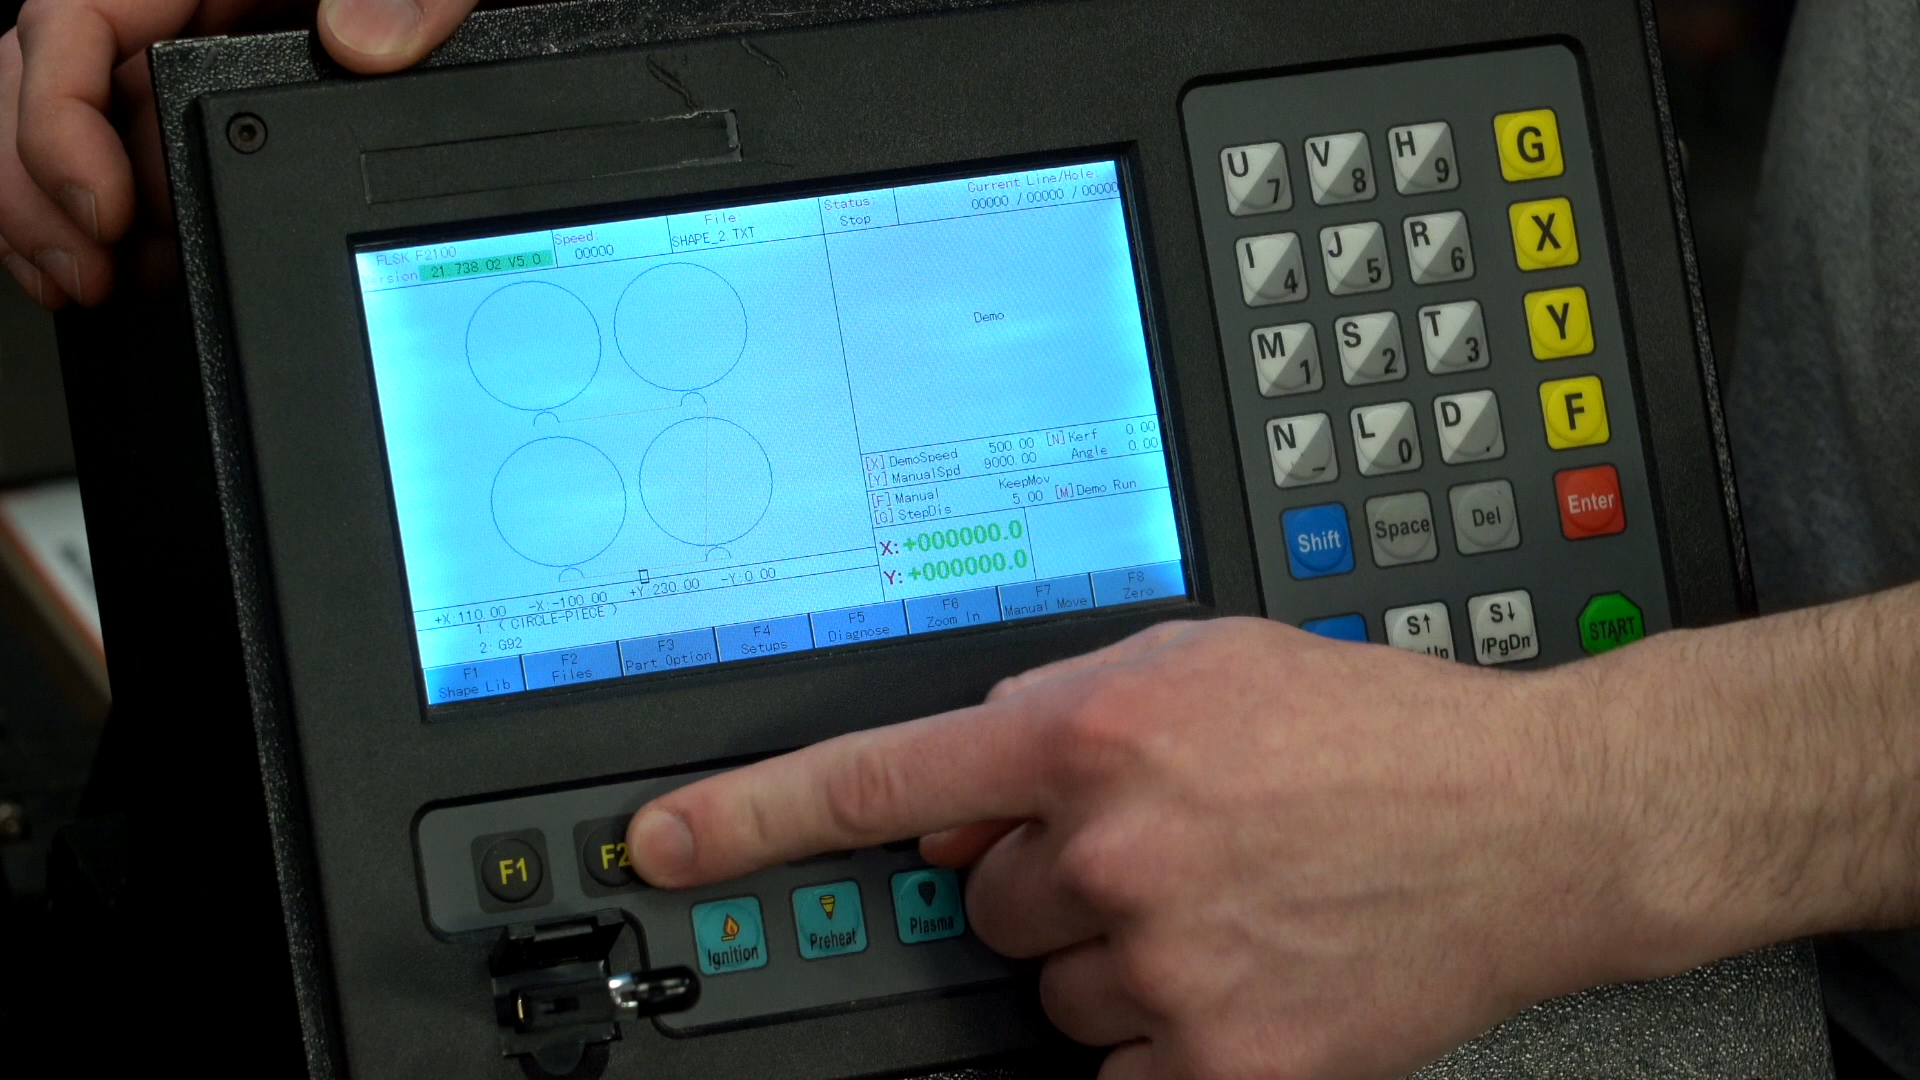 FLSK F2100
Version 21.738.02 V5.0
Speed:
00000
File:
SHAPE_2.TXT
Status:
Stop
Current Line/Hole:
00000 /00000 /00000
Demo
[X] DemoSpeed 500.00 [N] Kerf 0.00
[Y] ManualSpd 9000.00 Angle 0.00
[F] Manual KeepMov
[G] StepDis 5.00 [M] Demo Run
X: +000000.0
Y: +000000.0
+X:110.00 -X:-100.00 +Y:230.00 -Y:0.00
1: (CIRCLE-PIECE )
2: G92
F1 Shape Lib
F2 Files
F3 Part Option
F4 Setups
F5 Diagnose
F6 Zoom In
F7 Manual Move
F8 Zero
U 7 V 8 H 9 G
I 4 J 5 R 6 X
M 1 S 2 T 3 Y
N _ L 0 D . F
Shift Space Del Enter
S↑
S↓ /PgDn
START
F1 F2
Ignition Preheat Plasma